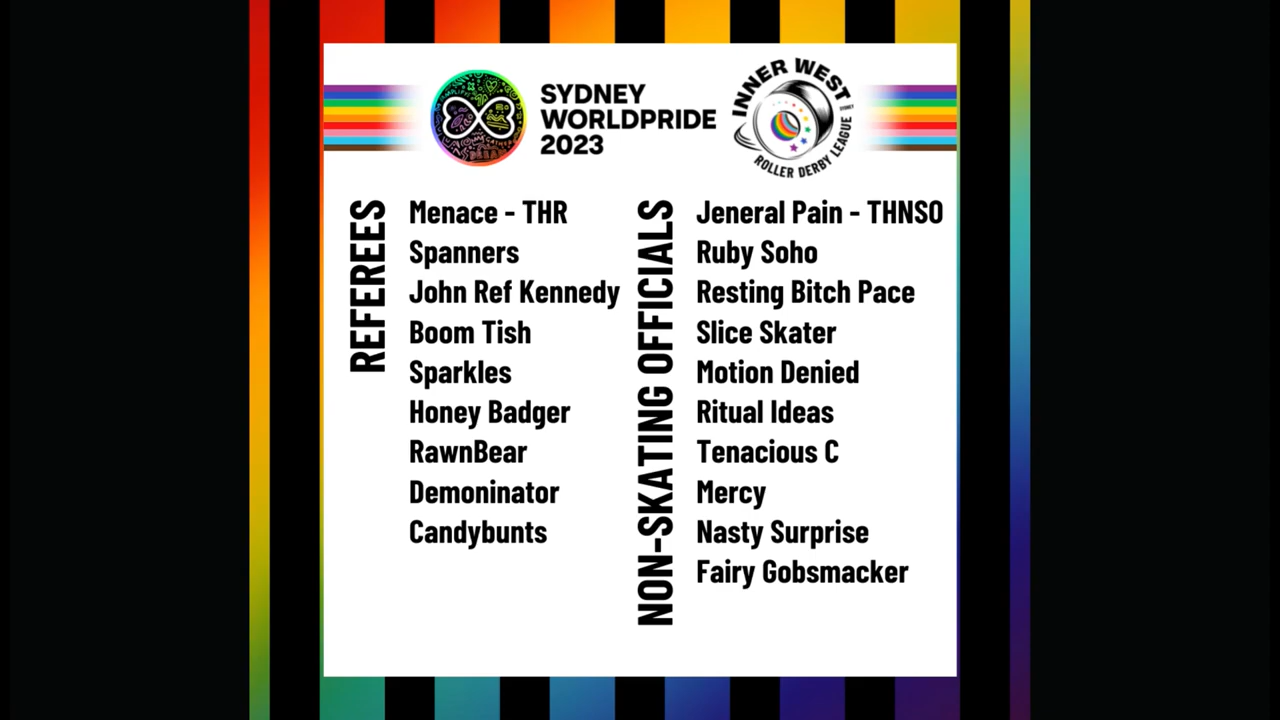 SYDNEY
WORLDPRIDE
2023
INNER WEST
SYDNEY
ROLLER DERBY LEAGUE
REFEREES
Menace - THR
Spanners
John Ref Kennedy
Boom Tish
Sparkles
Honey Badger
RawnBear
Demoninator
Candybunts
NON-SKATING OFFICIALS
Jeneral Pain - THNSO
Ruby Soho
Resting Bitch Pace
Slice Skater
Motion Denied
Ritual Ideas
Tenacious C
Mercy
Nasty Surprise
Fairy Gobsmacker